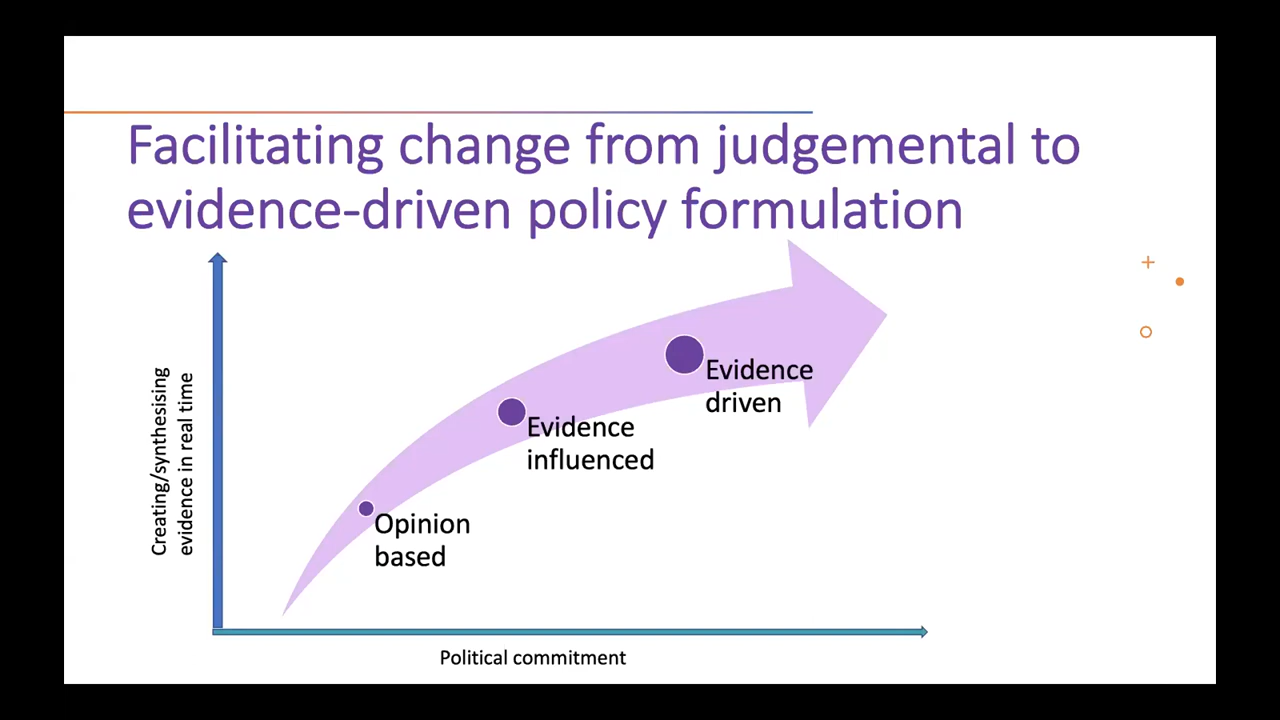 Facilitating change from judgemental to
evidence-driven policy formulation
Creating/synthesising
evidence in real time
Evidence
driven
Evidence
influenced
Opinion
based
Political commitment